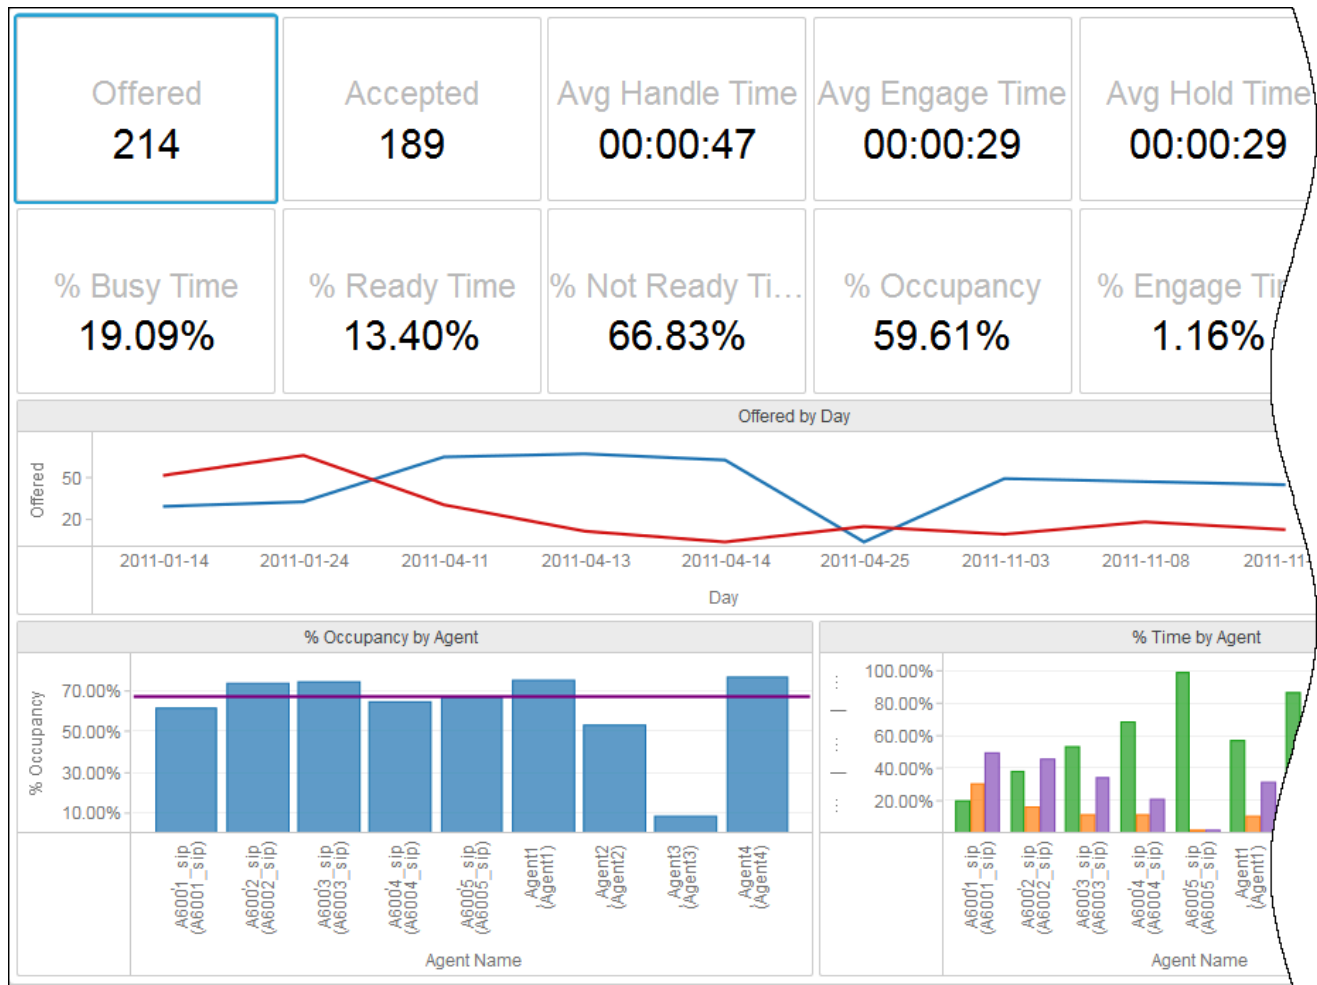 Offered
214
Accepted
189
Avg Handle Time
00:00:47
Avg Engage Time
00:00:29
Avg Hold Time
00:00:29
% Busy Time
19.09%
% Ready Time
13.40%
% Not Ready Ti...
66.83%
% Occupancy
59.61%
% Engage Ti
1.16%
Offered by Day
Offered
50
20
2011-01-14
2011-01-24
2011-04-11
2011-04-13
2011-04-14
2011-04-25
2011-11-03
2011-11-08
2011-11-
Day
% Occupancy by Agent
% Occupancy
70.00%
50.00%
30.00%
10.00%
A6001_sip
(A6001_sip)
A6002_sip
(A6002_sip)
A6003_sip
(A6003_sip)
A6004_sip
(A6004_sip)
A6005_sip
(A6005_sip)
Agent1
(Agent1)
Agent2
(Agent2)
Agent3
(Agent3)
Agent4
(Agent4)
Agent Name
% Time by Agent
100.00%
80.00%
60.00%
40.00%
20.00%
A6001_sip
(A6001_sip)
A6002_sip
(A6002_sip)
A6003_sip
(A6003_sip)
A6004_sip
(A6004_sip)
A6005_sip
(A6005_sip)
Agent1
(Agent1)
Agent Name